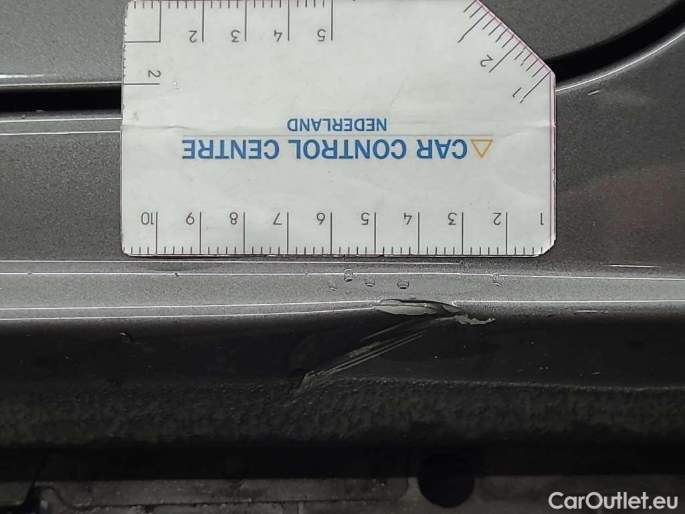 2 3 4 5
2
1
2
CAR CONTROL CENTRE
NEDERLAND
1 2 3 4 5 6 7 8 9 10
CarOutlet.eu